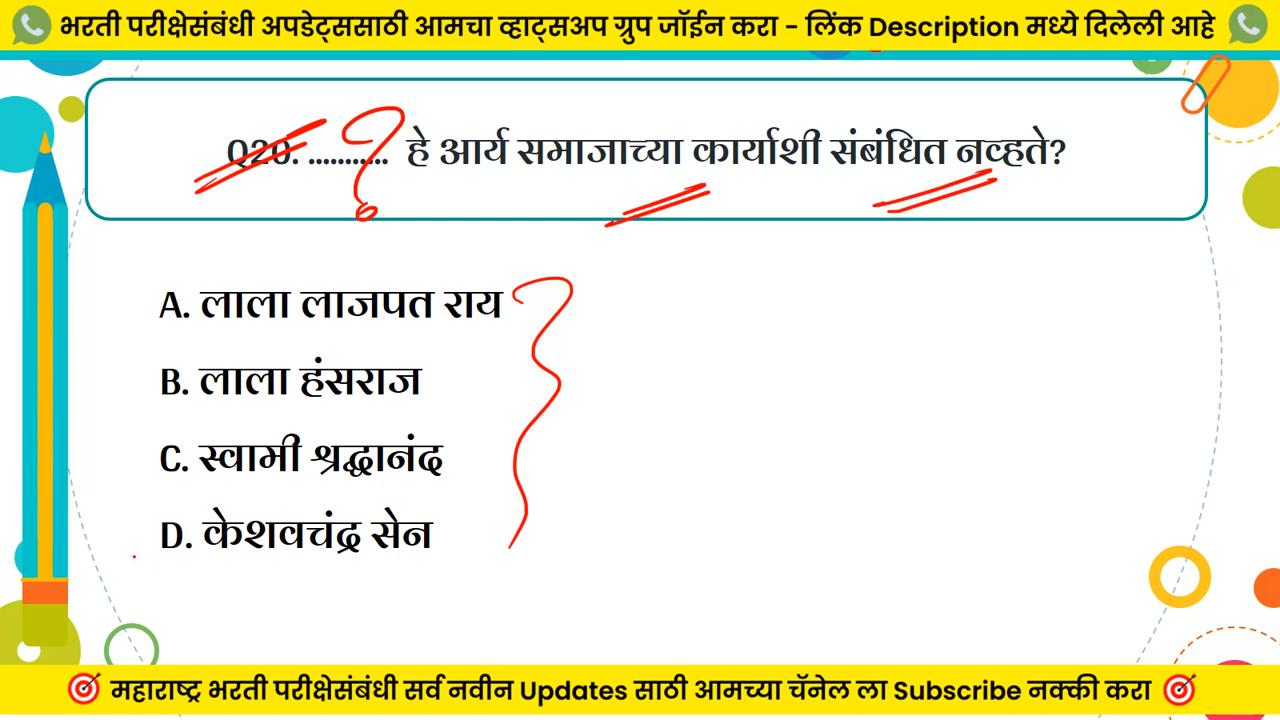 भरती परीक्षेसंबंधी अपडेट्ससाठी आमचा व्हाट्सअप ग्रुप जॉईन करा - लिंक Description मध्ये दिलेली आहे
Q20. ........... हे आर्य समाजाच्या कार्याशी संबंधित नव्हते?
A. लाला लाजपत राय
B. लाला हंसराज
C. स्वामी श्रद्धानंद
D. केशवचंद्र सेन
महाराष्ट्र भरती परीक्षेसंबंधी सर्व नवीन Updates साठी आमच्या चॅनेल ला Subscribe नक्की करा